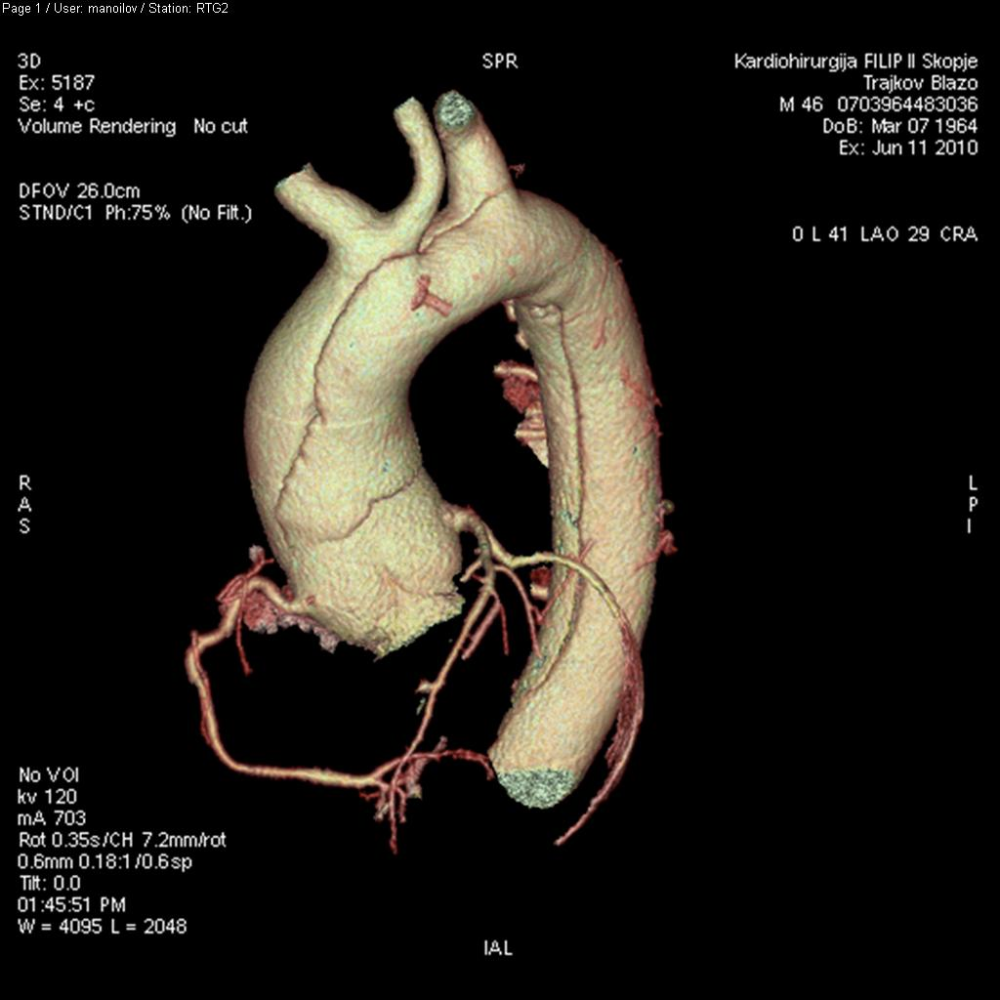 Page 1 / User: manoilov / Station: RTG2
3D
Ex: 5187
Se: 4 +c
Volume Rendering No cut
DFOV 26.0cm
STND/C1 Ph:75% (No Filt.)
SPR
Kardiohirurgija FILIP II Skopje
Trajkov Blazo
M 46 0703964483036
DoB: Mar 07 1964
Ex: Jun 11 2010
0 L 41 LAO 29 CRA
R
A
S
L
P
I
No VOI
kv 120
mA 703
Rot 0.35s/CH 7.2mm/rot
0.6mm 0.18:1/0.6sp
Tilt: 0.0
01:45:51 PM
W = 4095 L = 2048
IAL